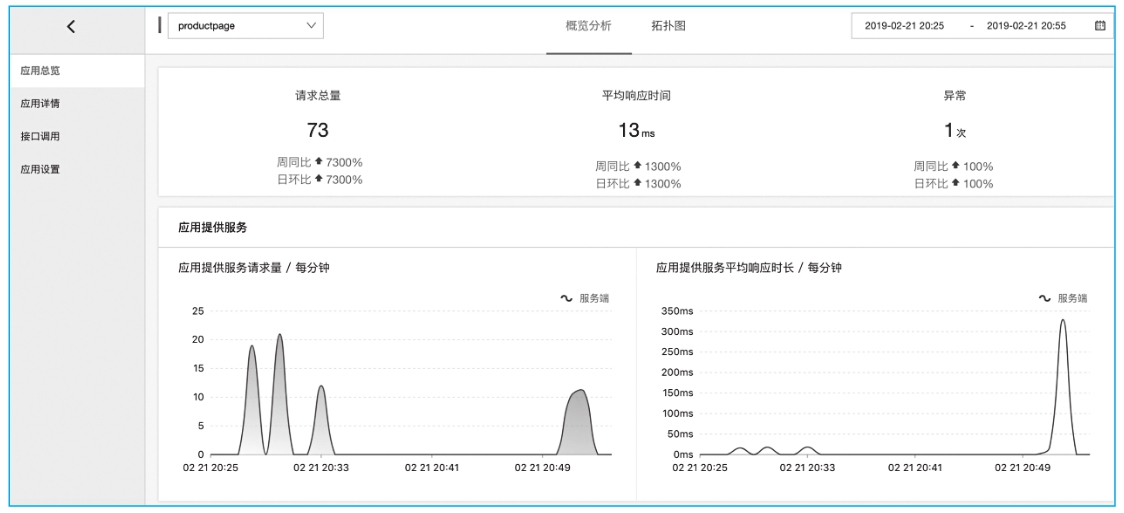 productpage
概览分析
拓扑图
2019-02-21 20:25 - 2019-02-21 20:55
应用总览
应用详情
接口调用
应用设置
请求总量
73
周同比 7300%
日环比 7300%
平均响应时间
13ms
周同比 1300%
日环比 1300%
异常
1次
周同比 100%
日环比 100%
应用提供服务
应用提供服务请求量 / 每分钟
服务端
25
20
15
10
5
0
02 21 20:25
02 21 20:33
02 21 20:41
02 21 20:49
应用提供服务平均响应时长 / 每分钟
服务端
350ms
300ms
250ms
200ms
150ms
100ms
50ms
0ms
02 21 20:25
02 21 20:33
02 21 20:41
02 21 20:49